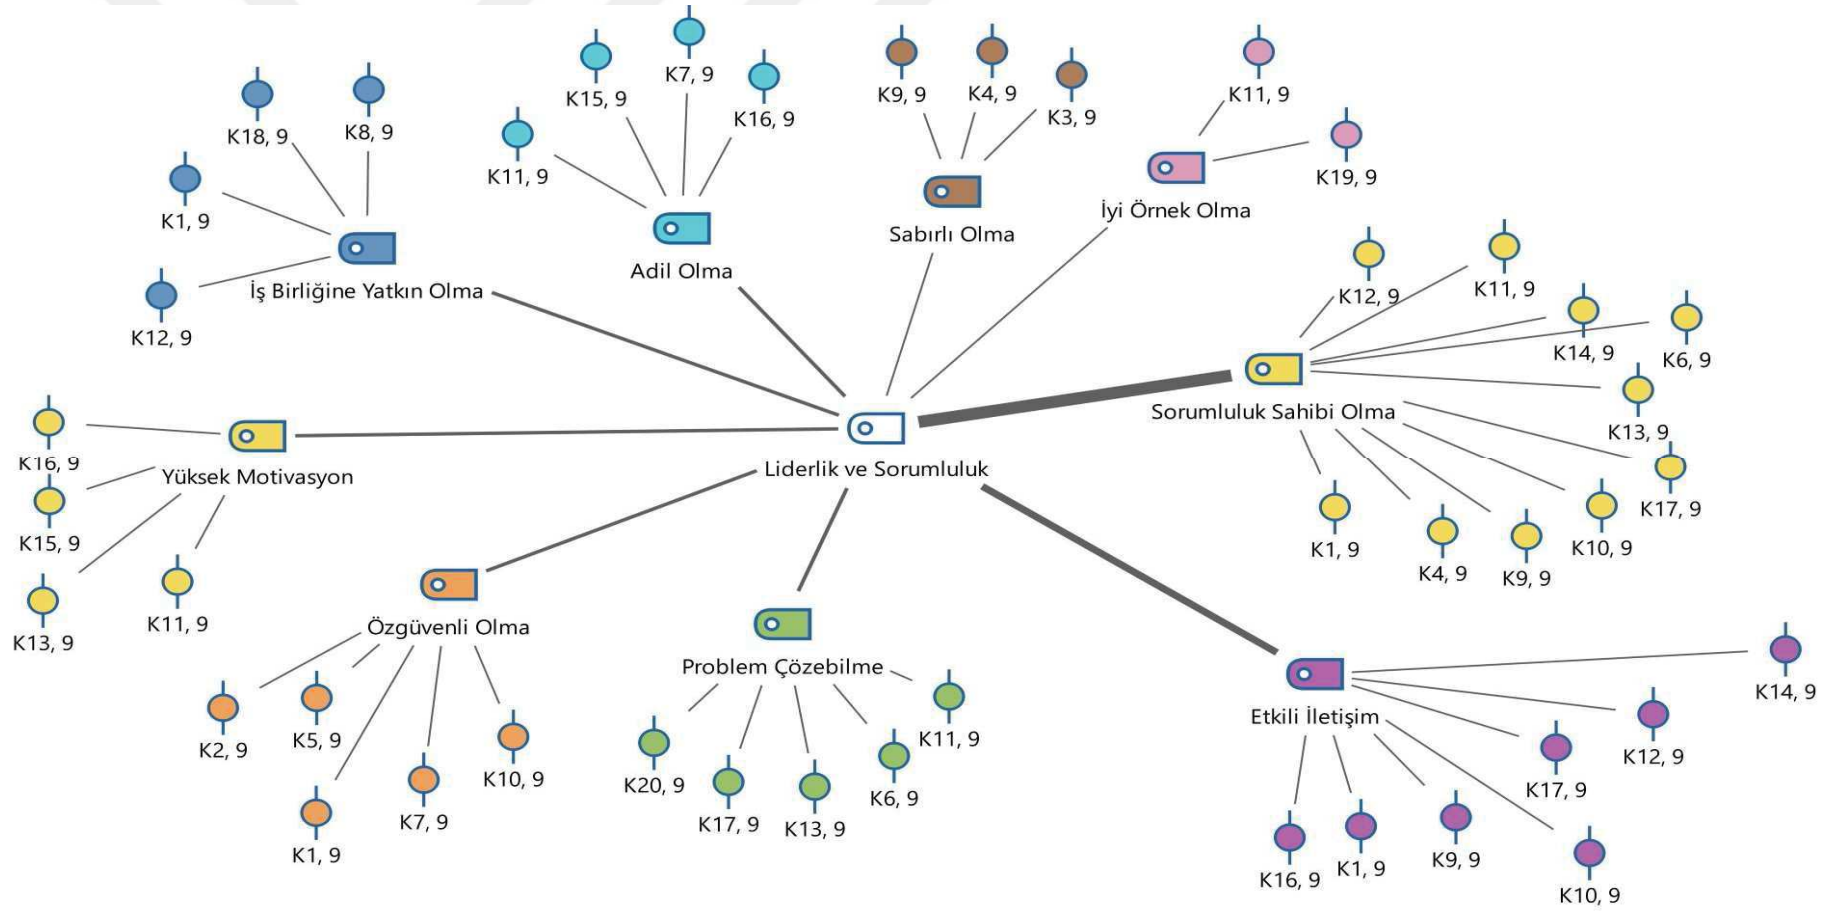 K7, 9
K15, 9
K9, 9
K4, 9
K11, 9
K18, 9
K8, 9
K16, 9
K3, 9
K11, 9
K19, 9
K1, 9
İyi Örnek Olma
Sabırlı Olma
Adil Olma
İş Birliğine Yatkın Olma
K12, 9
K12, 9
K11, 9
K14, 9
K6, 9
Sorumluluk Sahibi Olma
K13, 9
K16, 9
Yüksek Motivasyon
Liderlik ve Sorumluluk
K17, 9
K15, 9
K1, 9
K4, 9
K9, 9
K10, 9
K13, 9
K11, 9
Özgüvenli Olma
Problem Çözebilme
K2, 9
K5, 9
K10, 9
K7, 9
K1, 9
K20, 9
K17, 9
K13, 9
K6, 9
K11, 9
Etkili İletişim
K14, 9
K12, 9
K17, 9
K16, 9
K1, 9
K9, 9
K10, 9